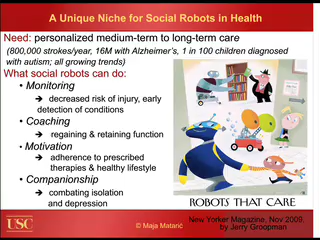 A Unique Niche for Social Robots in Health
Need: personalized medium-term to long-term care
(800,000 strokes/year, 16M with Alzheimer's, 1 in 100 children diagnosed
with autism; all growing trends)
What social robots can do:
• Monitoring
➔ decreased risk of injury, early
detection of conditions
• Coaching
➔ regaining & retaining function
• Motivation
➔ adherence to prescribed
therapies & healthy lifestyle
• Companionship
➔ combating isolation
and depression
ROBOTS THAT CARE
New Yorker Magazine, Nov 2009,
by Jerry Groopman
USC
© Maja Matarić